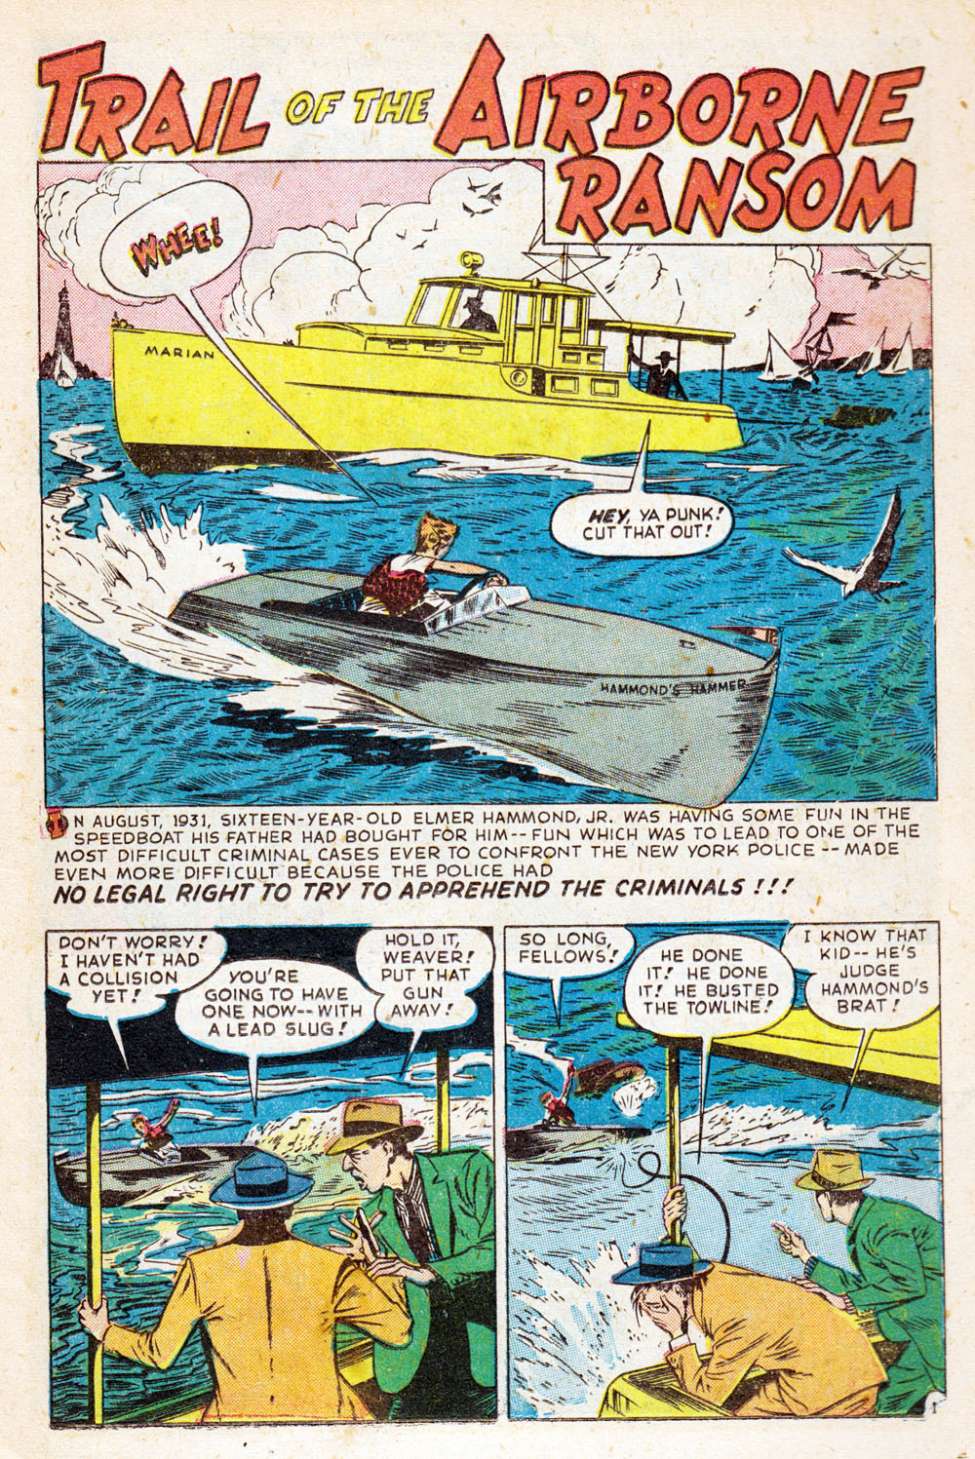 TRAIL OF THE AIRBORNE
RANSOM
WHEE!
MARIAN
HEY, YA PUNK!
CUT THAT OUT!
HAMMOND'S HAMMER
IN AUGUST, 1931, SIXTEEN-YEAR-OLD ELMER HAMMOND, JR. WAS HAVING SOME FUN IN THE
SPEEDBOAT HIS FATHER HAD BOUGHT FOR HIM--FUN WHICH WAS TO LEAD TO ONE OF THE
MOST DIFFICULT CRIMINAL CASES EVER TO CONFRONT THE NEW YORK POLICE--MADE
EVEN MORE DIFFICULT BECAUSE THE POLICE HAD
NO LEGAL RIGHT TO TRY TO APPREHEND THE CRIMINALS!!!
DON'T WORRY!
I HAVEN'T HAD
A COLLISION
YET!
YOU'RE
GOING TO HAVE
ONE NOW--WITH
A LEAD SLUG!
HOLD IT,
WEAVER!
PUT THAT
GUN
AWAY!
SO LONG,
FELLOWS!
HE DONE
IT! HE DONE
IT! HE BUSTED
THE TOWLINE!
I KNOW THAT
KID--HE'S
JUDGE
HAMMOND'S
BRAT!
1